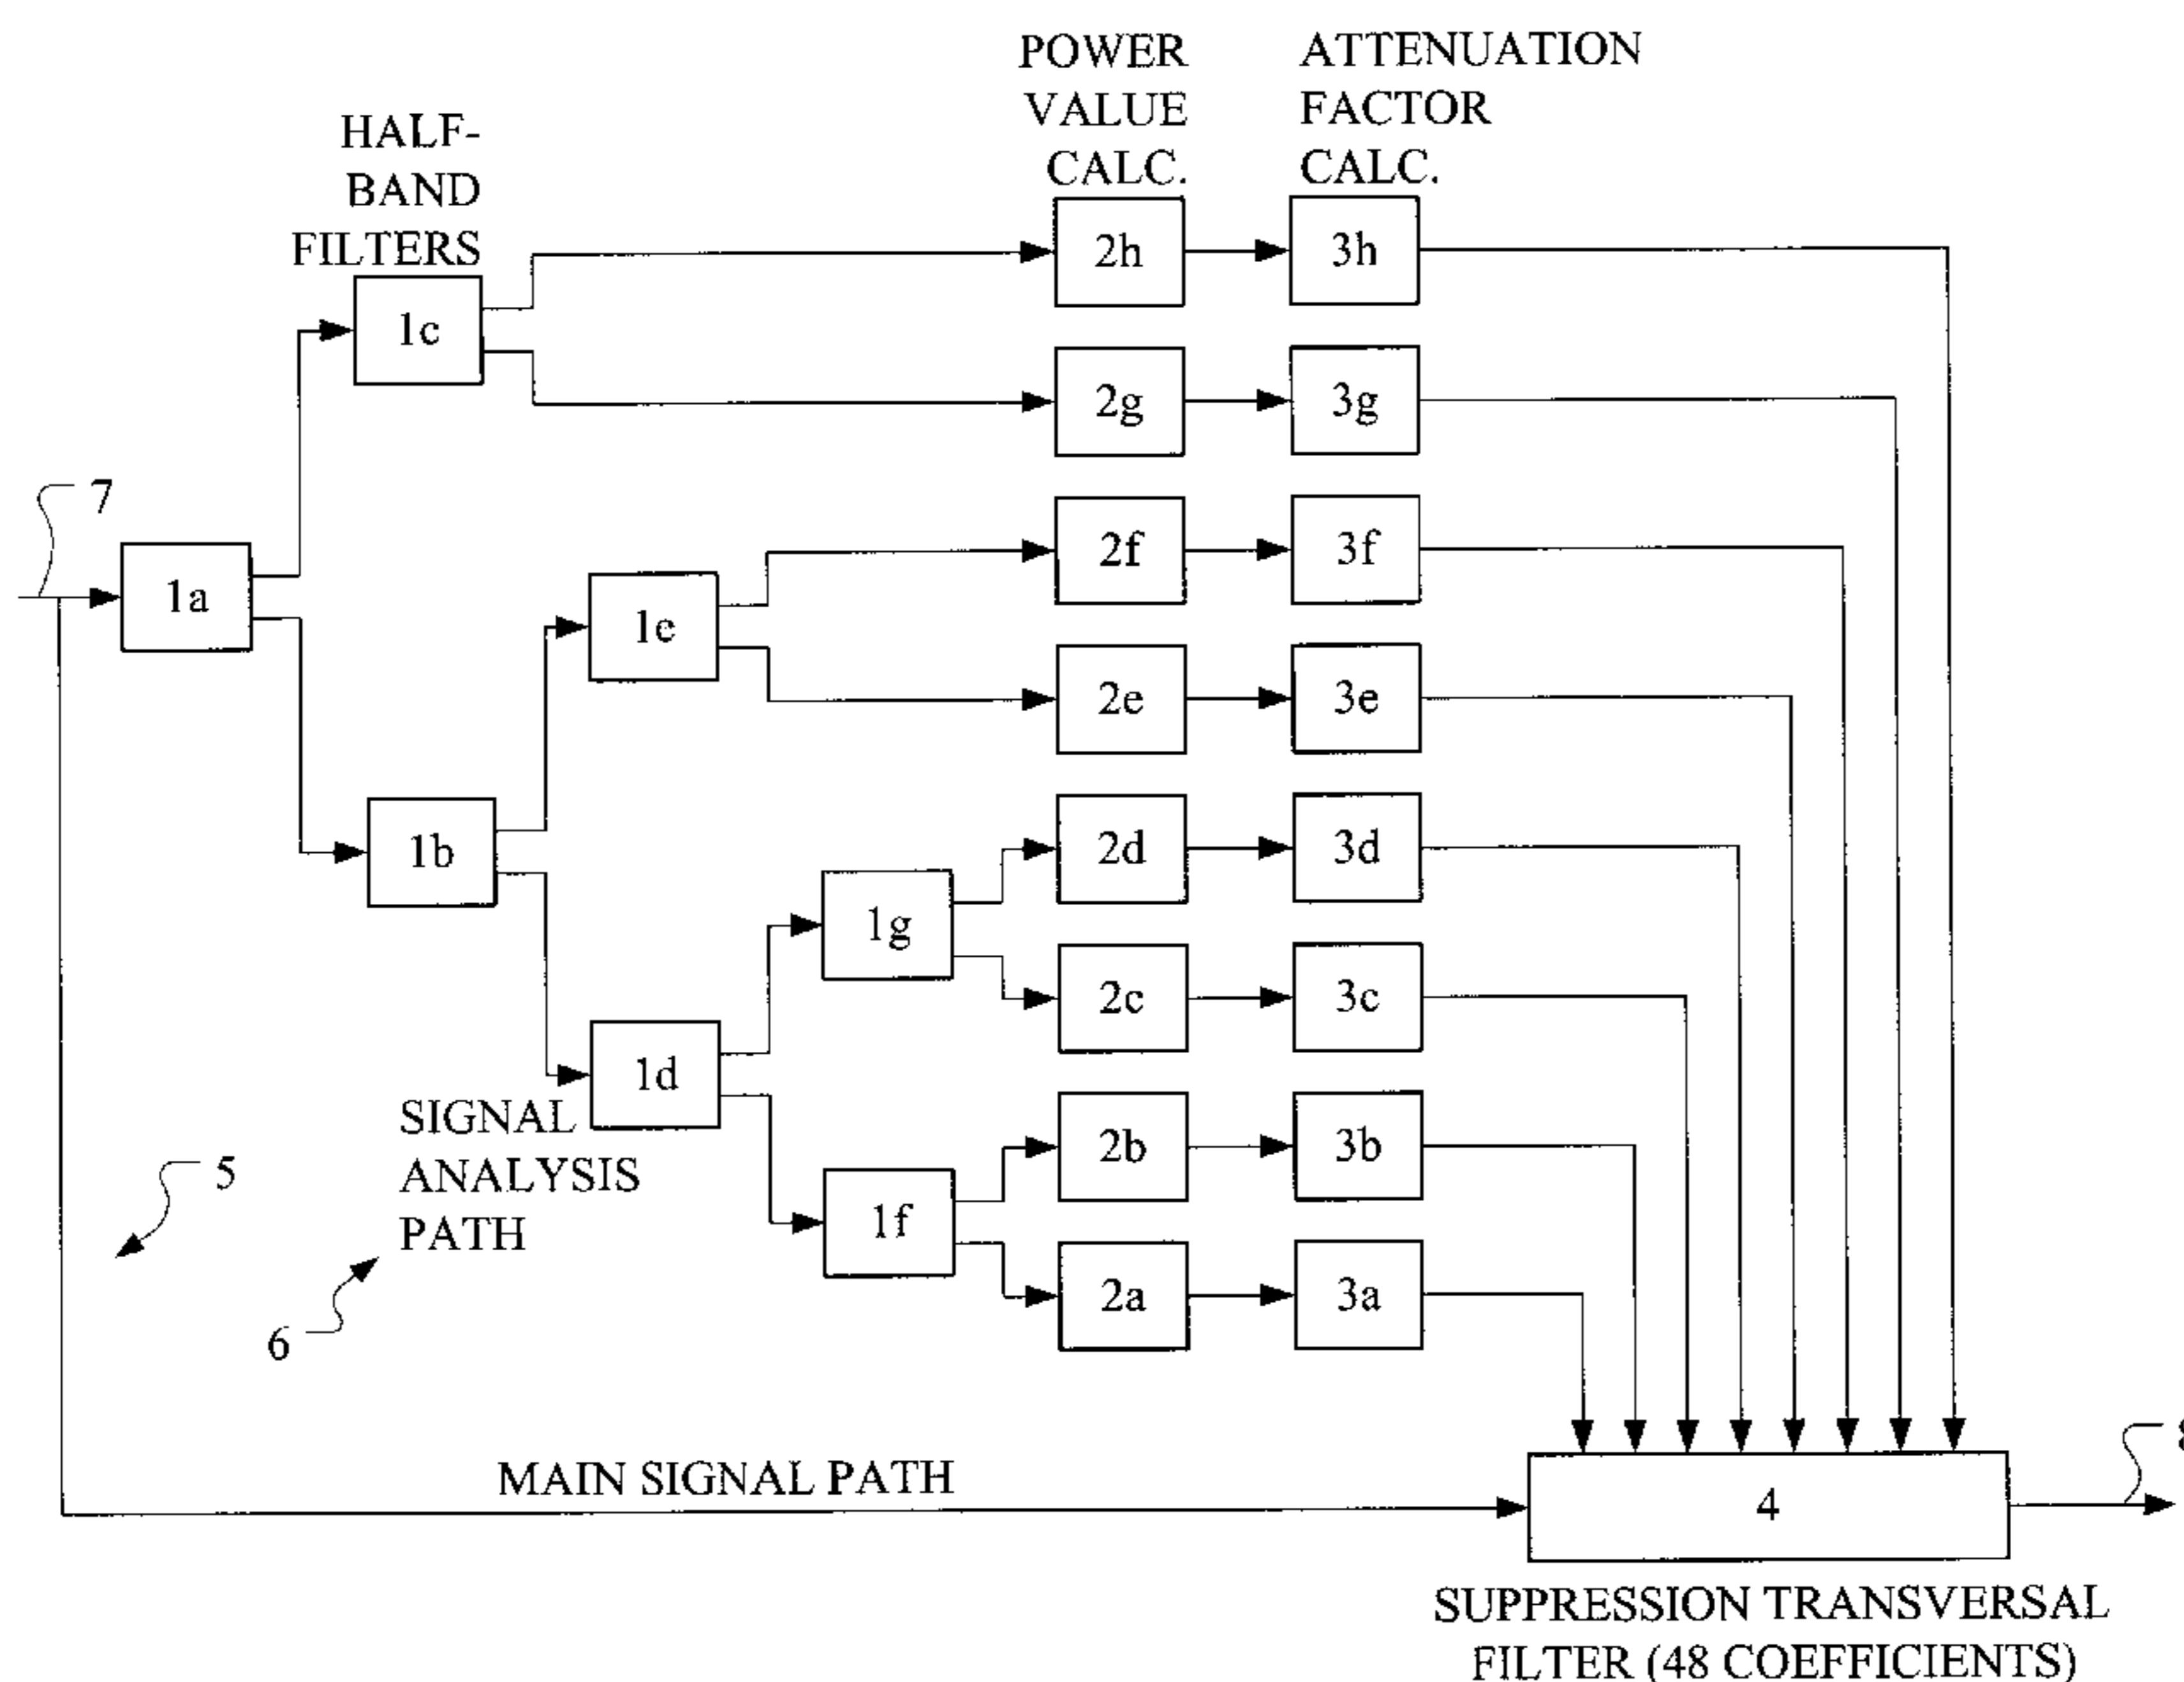 POWER
VALUE
CALC.
ATTENUATION
FACTOR
CALC.
HALF-
BAND
FILTERS
1c
2h
3h
2g
3g
7
1a
1e
2f
3f
2e
3e
1b
1g
2d
3d
2c
3c
1d
SIGNAL
ANALYSIS
PATH
5
6
1f
2b
3b
2a
3a
MAIN SIGNAL PATH
4
8
SUPPRESSION TRANSVERSAL
FILTER (48 COEFFICIENTS)